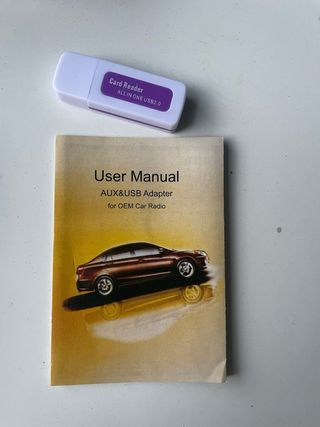 Card Reader
ALL IN ONE USB2.0
User Manual
AUX&USB Adapter
for OEM Car Radio